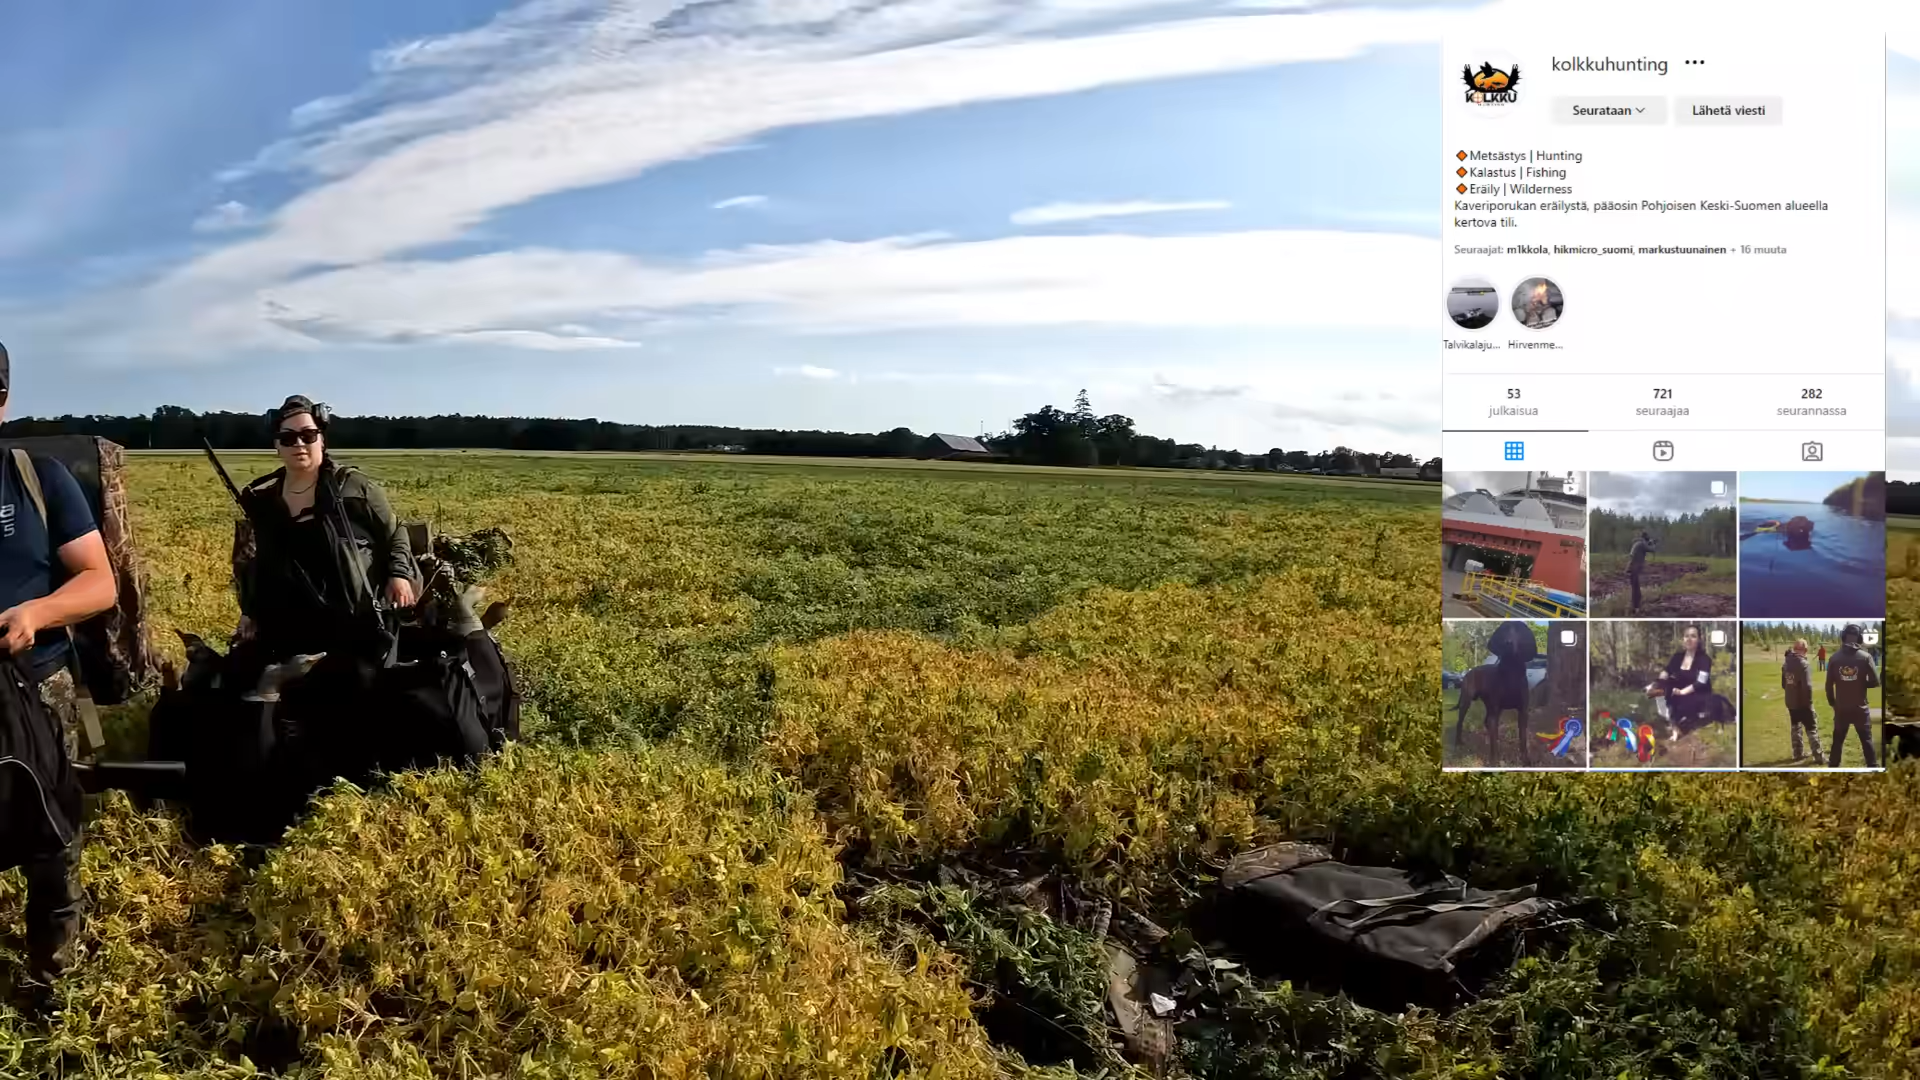 kolkkuhunting
KOLKKU
Seurataan
Lähetä viesti
Metsästys | Hunting
Kalastus | Fishing
Eräily | Wilderness
Kaveriporukan eräilystä, pääosin Pohjoisen Keski-Suomen alueella
kertova tili.
Seuraajat: m1kkola, hikmicro_suomi, markustuunainen + 16 muuta
Talvikalaju... Hirvenme...
53 721 282
julkaisua seuraajaa seurannassa